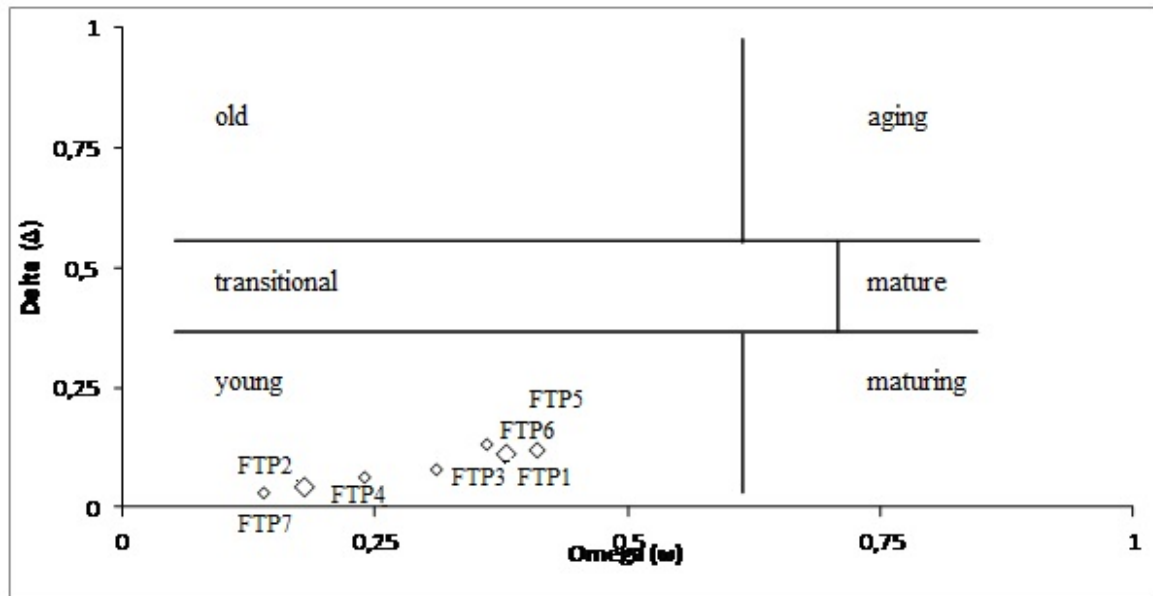 1
old
aging
0,75
Delta (Δ)
0,5
transitional
mature
0,25
young
maturing
FTP5
FTP6
FTP2
FTP3
FTP1
FTP4
FTP7
0
0
0,25
0,5
0,75
1
Omega (ω)